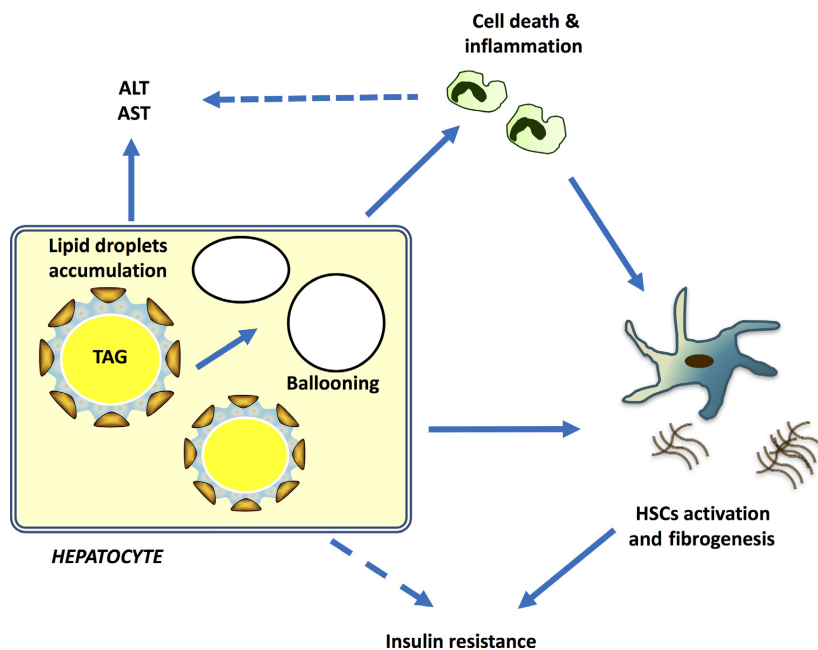 Cell death &
inflammation
ALT
AST
Lipid droplets
accumulation
TAG
Ballooning
HEPATOCYTE
HSCs activation
and fibrogenesis
Insulin resistance